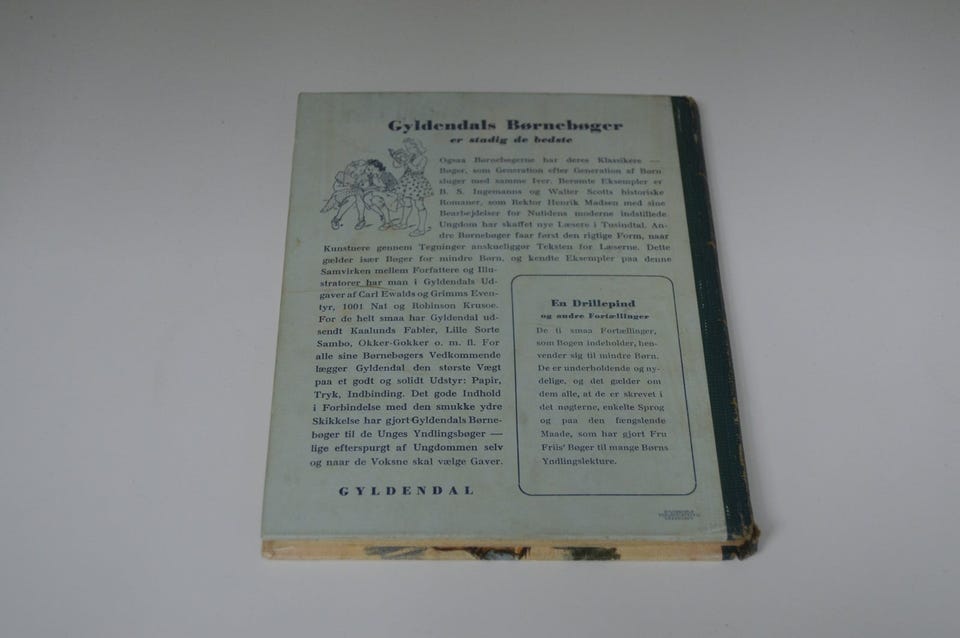 Gyldendals Børnebøger
er stadig de bedste
Ogsaa Børnebøgerne har deres Klassikere —
Bøger, som Generation efter Generation af Børn
sluger med samme Iver. Berømte Eksempler er
B. S. Ingemanns og Walter Scotts historiske
Romaner, som Rektor Henrik Madsen med sine
Bearbejdelser for Nutidens moderne indstillede
Ungdom har skaffet nye Læsere i Tusindtal. An-
dre Børnebøger faar først den rigtige Form, naar
Kunstnere gennem Tegninger anskueliggør Teksten for Læserne. Dette
gælder især Bøger for mindre Børn, og kendte Eksempler paa denne
Samvirken mellem Forfattere og Illu-
stratorer har man i Gyldendals Ud-
gaver af Carl Ewalds og Grimms Even-
tyr, 1001 Nat og Robinson Krusoe.
For de helt smaa har Gyldendal ud-
sendt Kaalunds Fabler, Lille Sorte
Sambo, Okker-Gokker o. m. fl. For
alle sine Børnebøgers Vedkommende
lægger Gyldendal den største Vægt
paa et godt og solidt Udstyr: Papir,
Tryk, Indbinding. Det gode Indhold
i Forbindelse med den smukke ydre
Skikkelse har gjort Gyldendals Børne-
bøger til de Unges Yndlingsbøger —
lige efterspurgt af Ungdommen selv
og naar de Voksne skal vælge Gaver.
GYLDENDAL
En Drillepind
og andre Fortællinger
De ti smaa Fortællinger,
som Bogen indeholder, hen-
vender sig til mindre Børn.
De er underholdende og ny-
delige, og det gælder om
dem alle, at de er skrevet i
det nøgterne, enkelte Sprog
og paa den fængslende
Maade, som har gjort Fru
Friis' Bøger til mange Børns
Yndlingslekture.